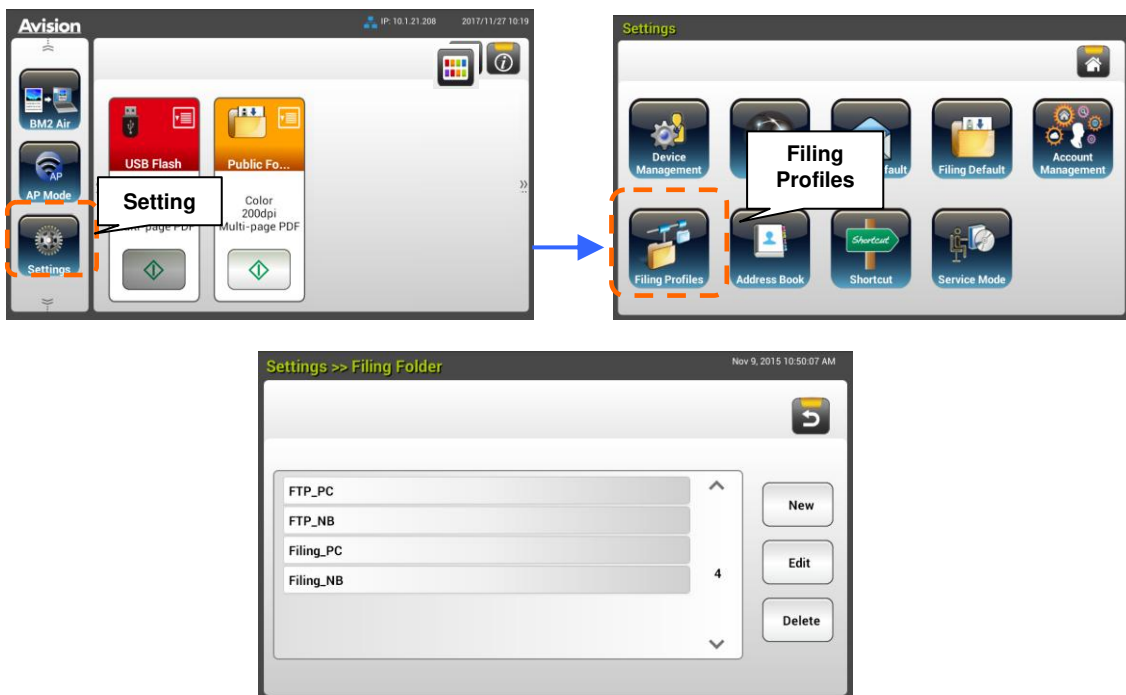 Avision
IP: 10.1.21.208 2017/11/27 10:19
BM2 Air
AP
AP Mode
Settings
USB Flash
Public Fo...
Color
200dpi
Multi-page PDF
Setting
Settings
Device
Management
Filing Default
Account
Management
Filing
Profiles
Filing Profiles
Address Book
Shortcut
Shortcut
Service Mode
Settings >> Filing Folder
Nov 9, 2015 10:50:07 AM
FTP_PC
FTP_NB
Filing_PC
Filing_NB
4
New
Edit
Delete